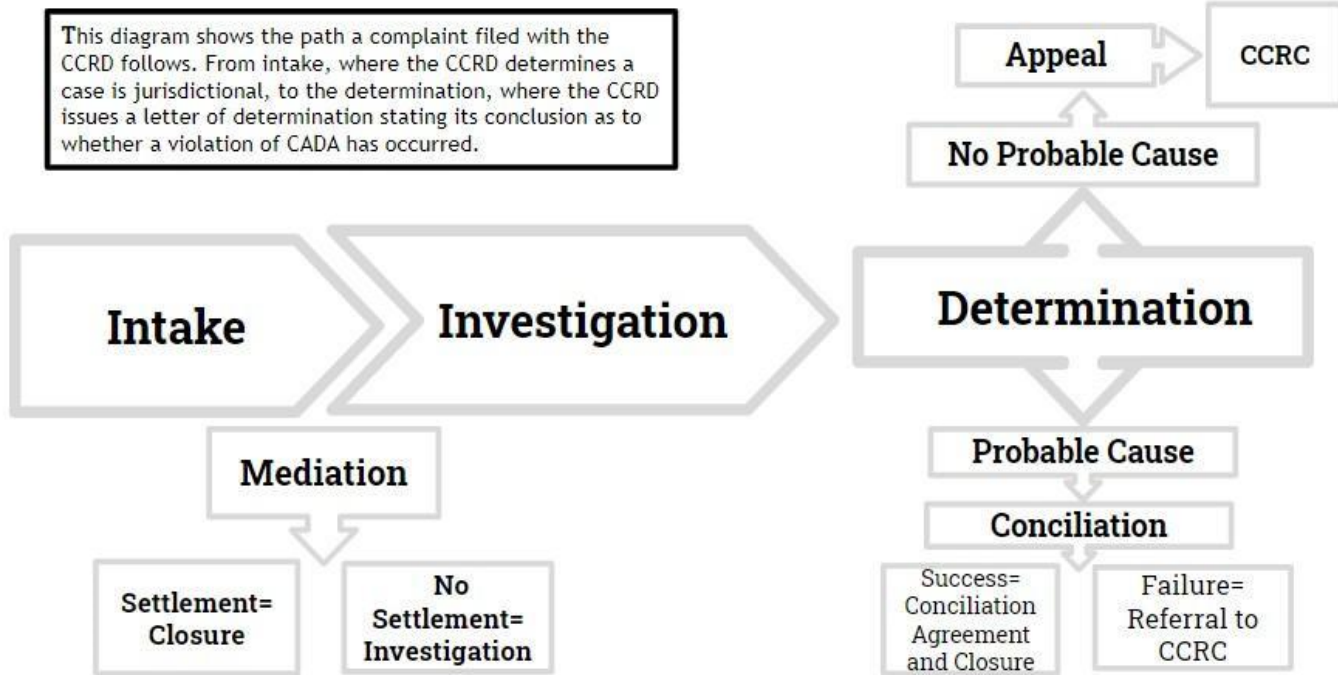 This diagram shows the path a complaint filed with the
CCRD follows. From intake, where the CCRD determines a
case is jurisdictional, to the determination, where the CCRD
issues a letter of determination stating its conclusion as to
whether a violation of CADA has occurred.
Appeal
CCRC
No Probable Cause
Intake
Investigation
Determination
Mediation
Settlement=
Closure
No
Settlement=
Investigation
Probable Cause
Conciliation
Success=
Conciliation
Agreement
and Closure
Failure=
Referral to
CCRC